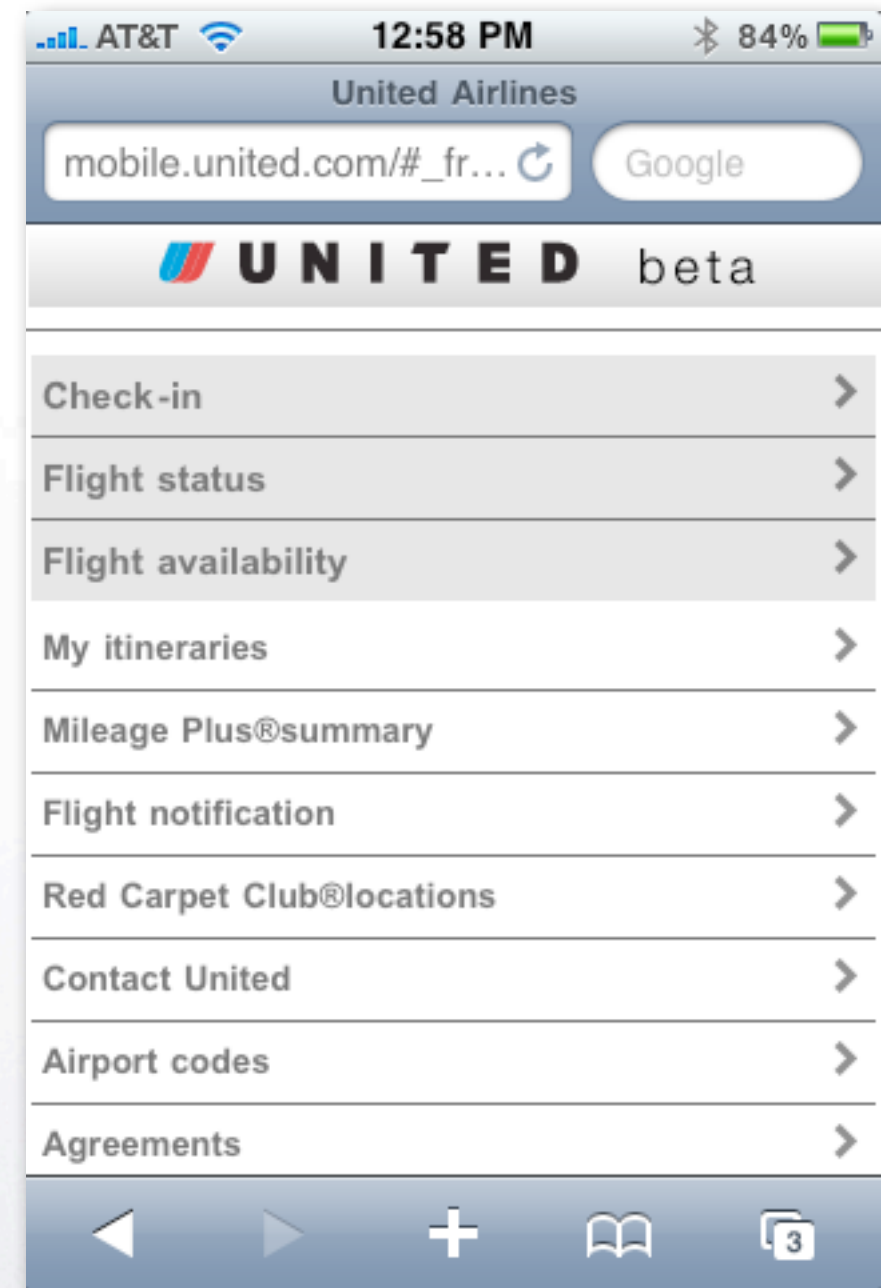 AT&T 12:58 PM 84%
United Airlines
mobile.united.com/#_fr... Google
UNITED beta
Check-in
Flight status
Flight availability
My itineraries
Mileage Plus®summary
Flight notification
Red Carpet Club®locations
Contact United
Airport codes
Agreements
3